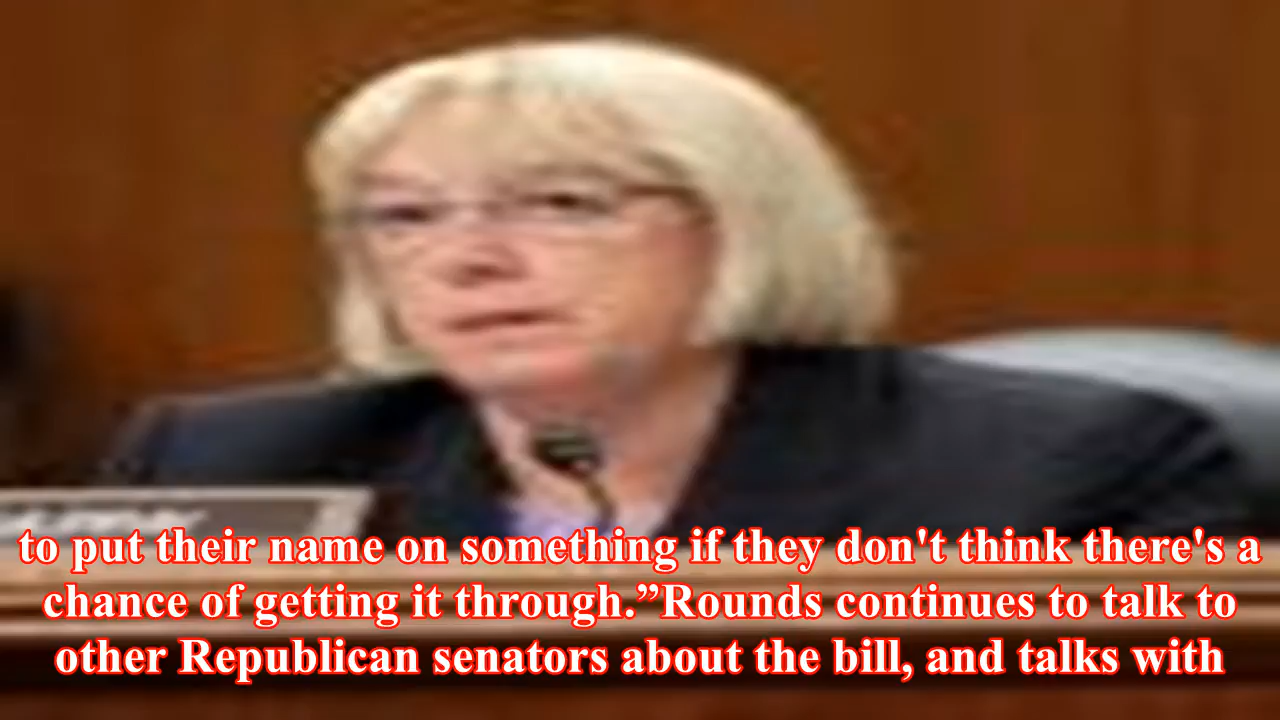 to put their name on something if they don't think there's a
chance of getting it through.”Rounds continues to talk to
other Republican senators about the bill, and talks with